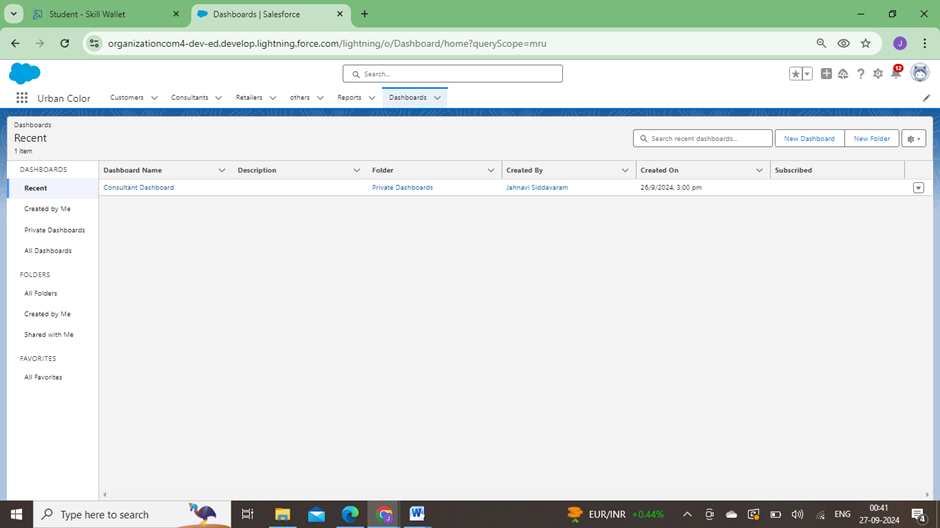 Student - Skill Wallet
Dashboards | Salesforce
organizationcom4-dev-ed.develop.lightning.force.com/lightning/o/Dashboard/home?queryScope=mru
J
Search...
12
Urban Color
Customers
Consultants
Retailers
others
Reports
Dashboards
Dashboards
Recent
1 item
Search recent dashboards...
New Dashboard
New Folder
DASHBOARDS
Recent
Created by Me
Private Dashboards
All Dashboards
FOLDERS
All Folders
Created by Me
Shared with Me
FAVORITES
All Favorites
Dashboard Name Description Folder Created By Created On Subscribed
Consultant Dashboard Private Dashboards Jahnavi Siddavaram 26/9/2024, 3:00 pm
Type here to search
EUR/INR +0.44%
ENG
00:41
27-09-2024
4